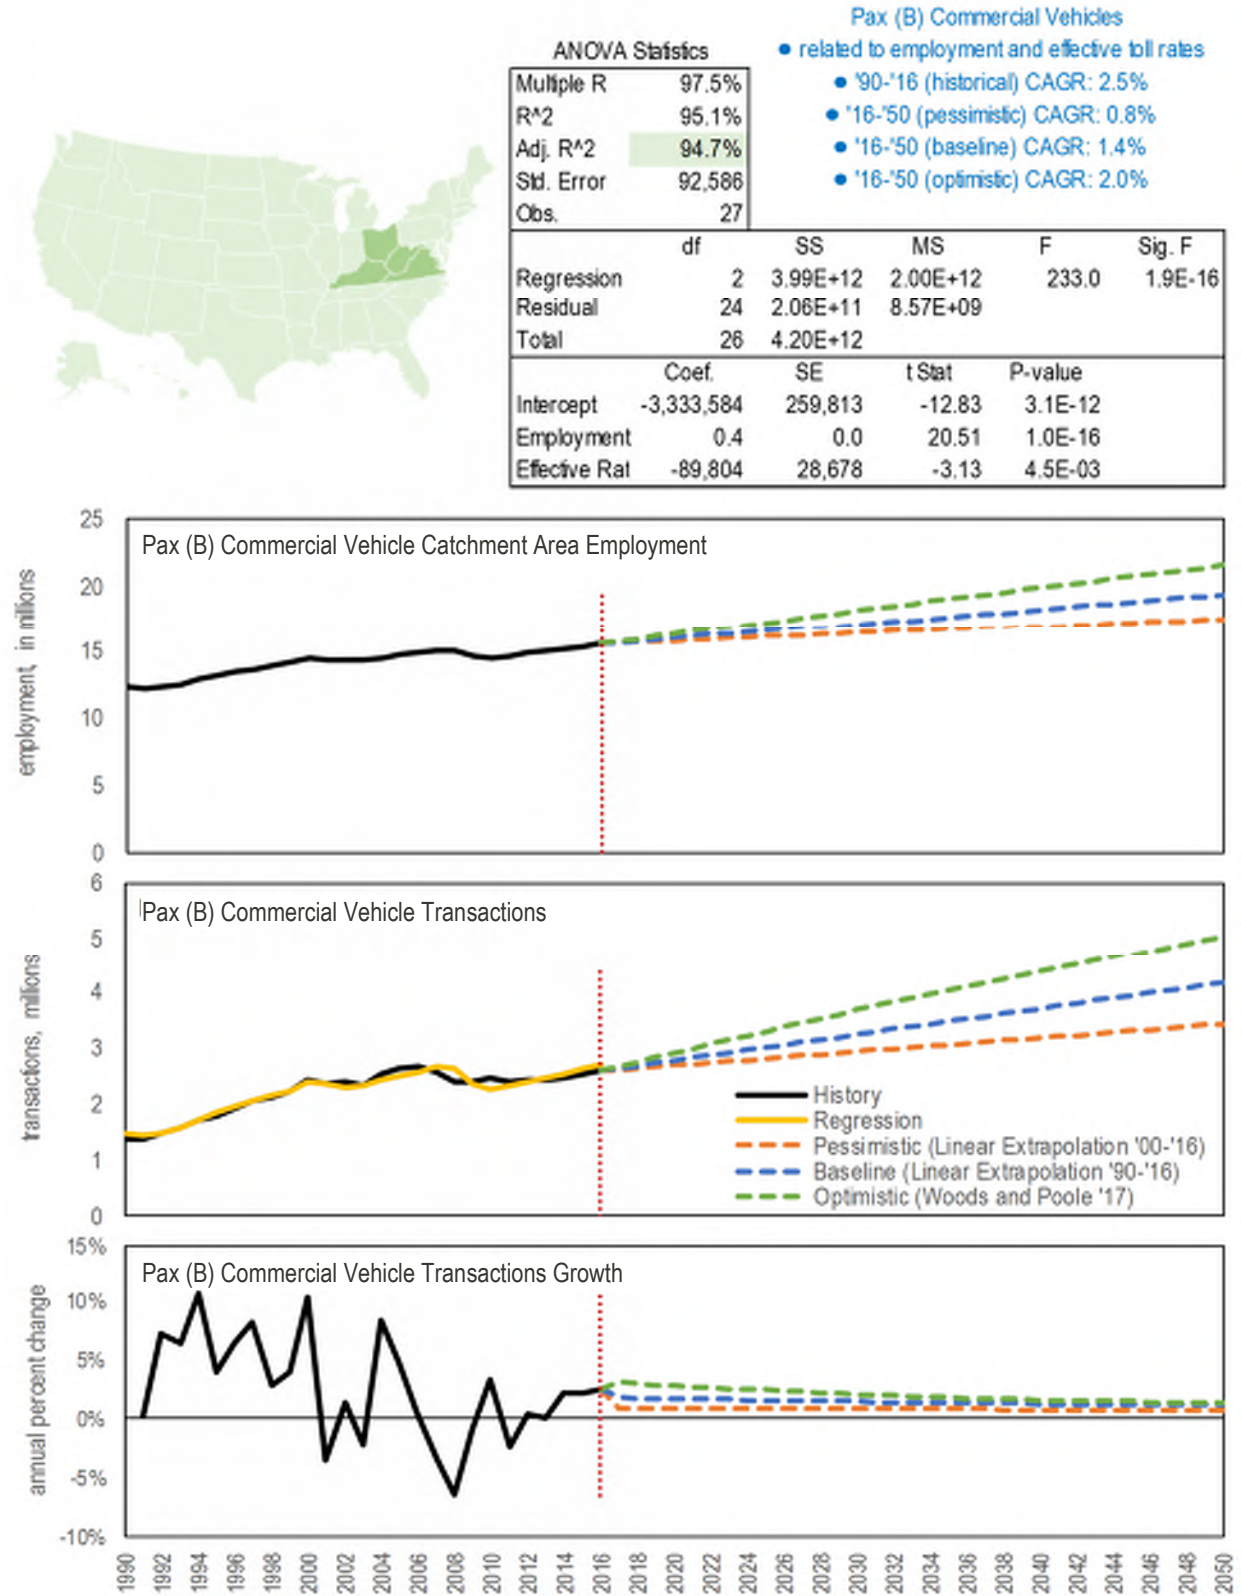 Pax (B) Commercial Vehicles
• related to employment and effective toll rates
• '90-'16 (historical) CAGR: 2.5%
• '16-'50 (pessimistic) CAGR: 0.8%
• '16-'50 (baseline) CAGR: 1.4%
• '16-'50 (optimistic) CAGR: 2.0%
ANOVA Statistics
Multiple R 97.5%
R^2 95.1%
Adj. R^2 94.7%
Std. Error 92,586
Obs. 27
df SS MS F Sig. F
Regression 2 3.99E+12 2.00E+12 233.0 1.9E-16
Residual 24 2.06E+11 8.57E+09
Total 26 4.20E+12
Coef. SE t Stat P-value
Intercept -3,333,584 259,813 -12.83 3.1E-12
Employment 0.4 0.0 20.51 1.0E-16
Effective Rat -89,804 28,678 -3.13 4.5E-03
Pax (B) Commercial Vehicle Catchment Area Employment
employment, in millions
25
20
15
10
5
0
Pax (B) Commercial Vehicle Transactions
transactions, millions
6
5
4
3
2
1
0
History
Regression
Pessimistic (Linear Extrapolation '00-'16)
Baseline (Linear Extrapolation '90-'16)
Optimistic (Woods and Poole '17)
Pax (B) Commercial Vehicle Transactions Growth
annual percent change
15%
10%
5%
0%
-5%
-10%
1990 1992 1994 1996 1998 2000 2002 2004 2006 2008 2010 2012 2014 2016 2018 2020 2022 2024 2026 2028 2030 2032 2034 2036 2038 2040 2042 2044 2046 2048 2050